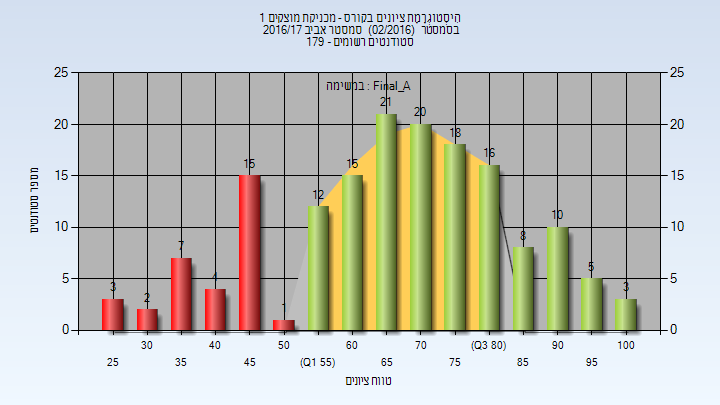 היסטוגרמת ציונים בקורס - מכניקת מוצקים 1
בסמסטר (02/2016) סמסטר אביב 2016/17
סטודנטים רשומים - 179
במשימה : Final_A
מספר סטודנטים
25 25
20 20
15 15
10 10
5 5
0 0
3 2 7 4 15 1 12 15 21 20 18 16 8 10 5 3
30 40 50 60 70 (Q3 80) 90 100
25 35 45 (Q1 55) 65 75 85 95
טווח ציונים